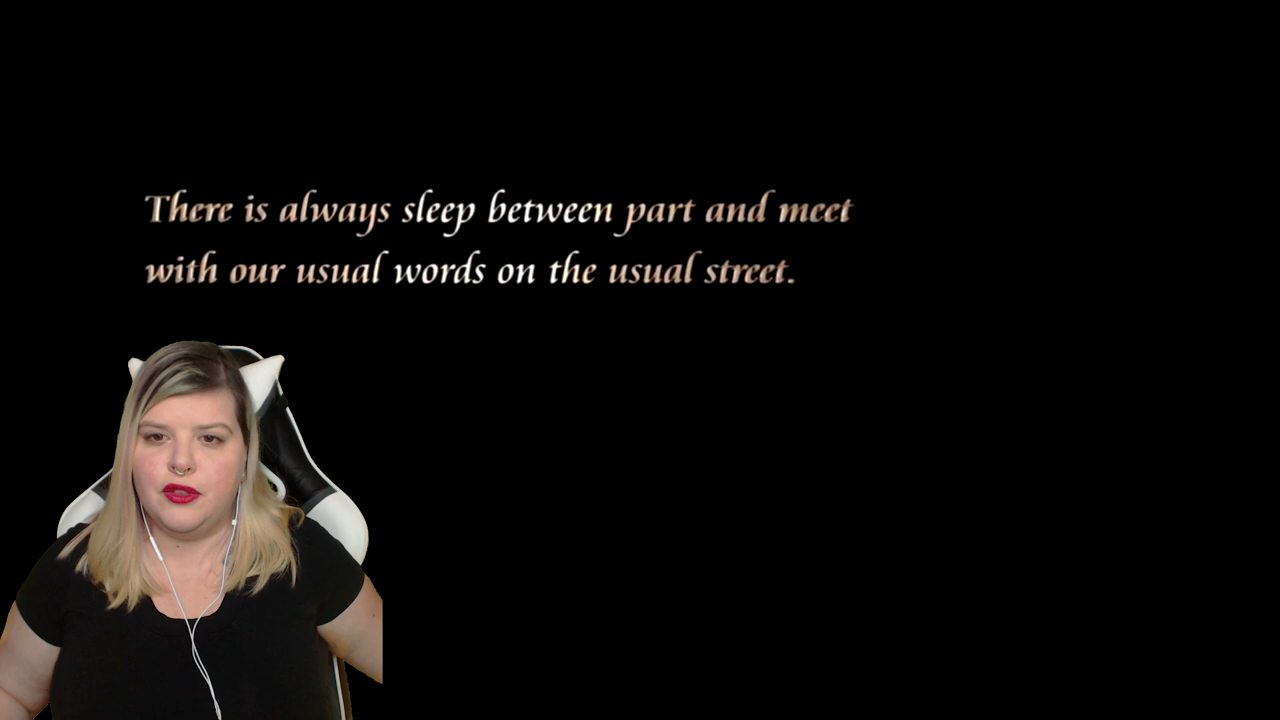 There is always sleep between part and meet
with our usual words on the usual street.